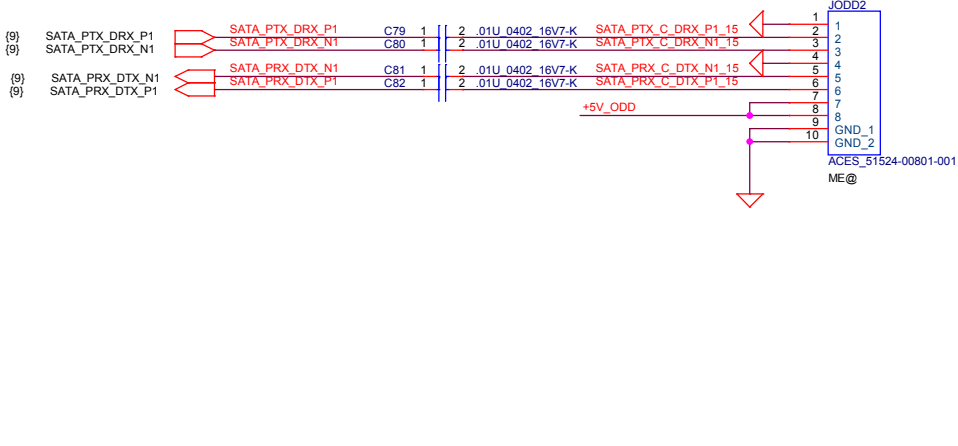 JODD2
{9} SATA_PTX_DRX_P1 SATA_PTX_DRX_P1 C79 1 2 .01U_0402_16V7-K SATA_PTX_C_DRX_P1_15
{9} SATA_PTX_DRX_N1 SATA_PTX_DRX_N1 C80 1 2 .01U_0402_16V7-K SATA_PTX_C_DRX_N1_15
{9} SATA_PRX_DTX_N1 SATA_PRX_DTX_N1 C81 1 2 .01U_0402_16V7-K SATA_PRX_C_DTX_N1_15
{9} SATA_PRX_DTX_P1 SATA_PRX_DTX_P1 C82 1 2 .01U_0402_16V7-K SATA_PRX_C_DTX_P1_15
+5V_ODD
1 1
2 2
3 3
4 4
5 5
6 6
7 7
8 8
9 GND_1
10 GND_2
ACES_51524-00801-001
ME@